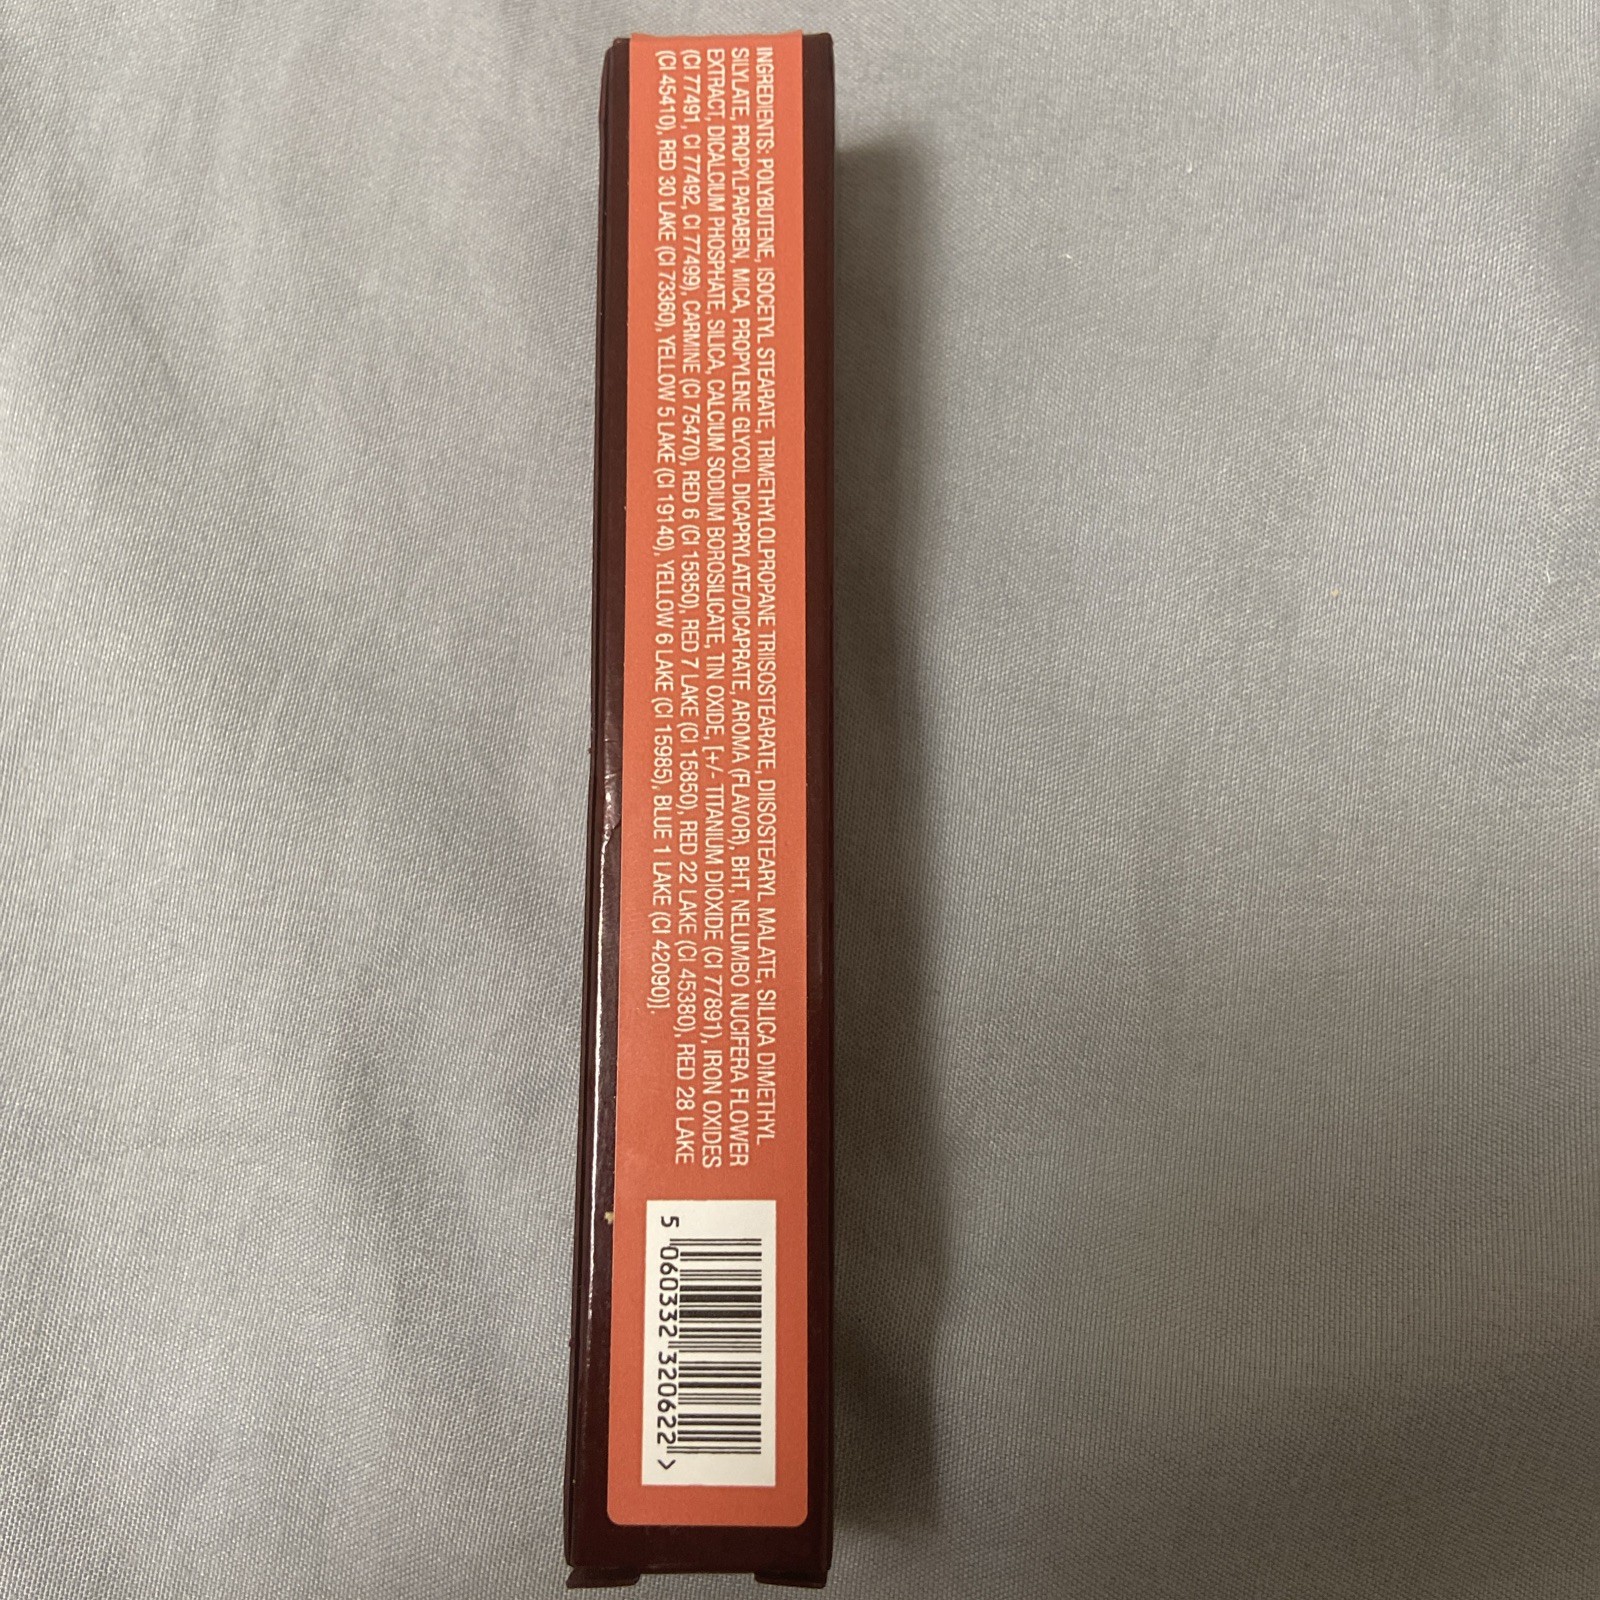 INGREDIENTS: POLYBUTENE, ISOCETYL STEARATE, TRIMETHYLOLPROPANE TRIISOSTEARATE, DIISOSTEARYL MALATE, SILICA DIMETHYL
SILYLATE, PROPYLPARABEN, MICA, PROPYLENE GLYCOL DICAPRYLATE/DICAPRATE, AROMA (FLAVOR), BHT, NELUMBO NUCIFERA FLOWER
EXTRACT, DICALCIUM PHOSPHATE, SILICA, CALCIUM SODIUM BOROSILICATE, TIN OXIDE, [+/- TITANIUM DIOXIDE (CI 77891), IRON OXIDES
(CI 77491, CI 77492, CI 77499), CARMINE (CI 75470), RED 6 (CI 15850), RED 7 LAKE (CI 15850), RED 22 LAKE (CI 45380), RED 28 LAKE
(CI 45410), RED 30 LAKE (CI 73360), YELLOW 5 LAKE (CI 19140), YELLOW 6 LAKE (CI 15985), BLUE 1 LAKE (CI 42090)].
5 060332 320622 >